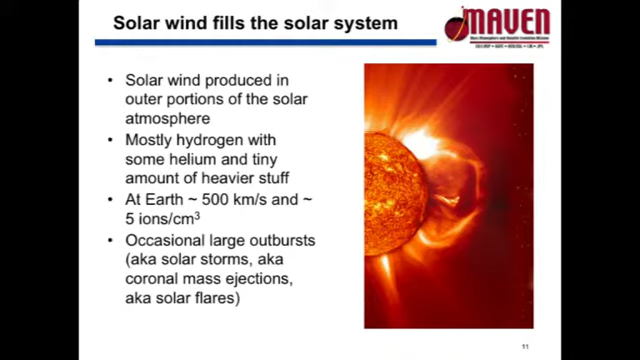 Solar wind fills the solar system
MAVEN
• Solar wind produced in
outer portions of the solar
atmosphere
• Mostly hydrogen with
some helium and tiny
amount of heavier stuff
• At Earth ~ 500 km/s and ~
5 ions/cm³
• Occasional large outbursts
(aka solar storms, aka
coronal mass ejections,
aka solar flares)
11